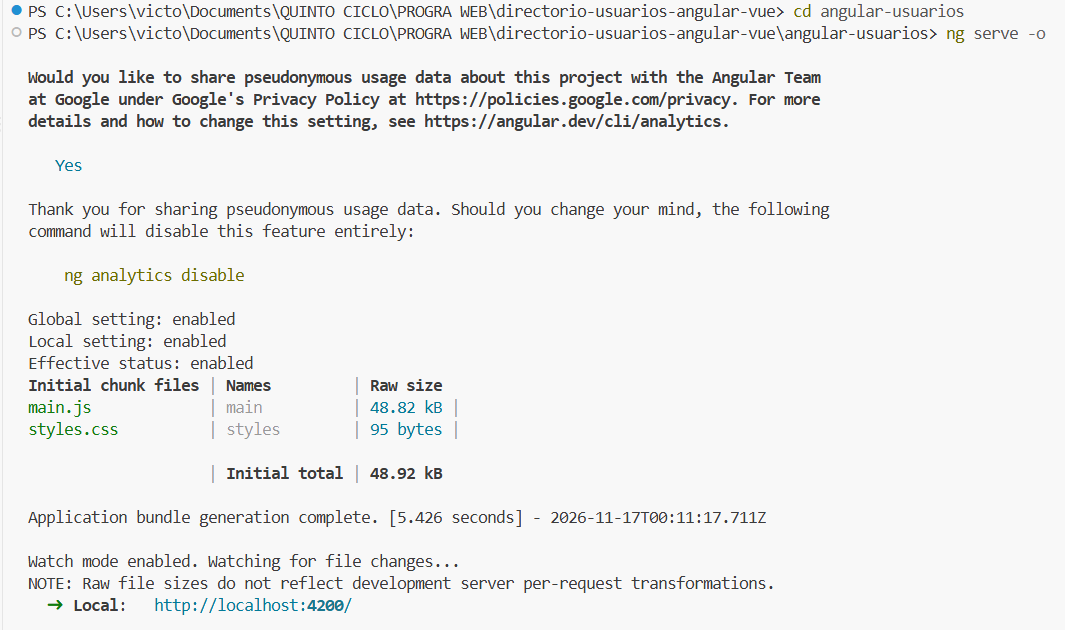 PS C:\Users\victo\Documents\QUINTO CICLO\PROGRA WEB\directorio-usuarios-angular-vue> cd angular-usuarios
PS C:\Users\victo\Documents\QUINTO CICLO\PROGRA WEB\directorio-usuarios-angular-vue\angular-usuarios> ng serve -o
Would you like to share pseudonymous usage data about this project with the Angular Team
at Google under Google's Privacy Policy at https://policies.google.com/privacy. For more
details and how to change this setting, see https://angular.dev/cli/analytics.
Yes
Thank you for sharing pseudonymous usage data. Should you change your mind, the following
command will disable this feature entirely:
ng analytics disable
Global setting: enabled
Local setting: enabled
Effective status: enabled
Initial chunk files | Names | Raw size
main.js | main | 48.82 kB |
styles.css | styles | 95 bytes |
| Initial total | 48.92 kB
Application bundle generation complete. [5.426 seconds] - 2026-11-17T00:11:17.711Z
Watch mode enabled. Watching for file changes...
NOTE: Raw file sizes do not reflect development server per-request transformations.
➜ Local: http://localhost:4200/